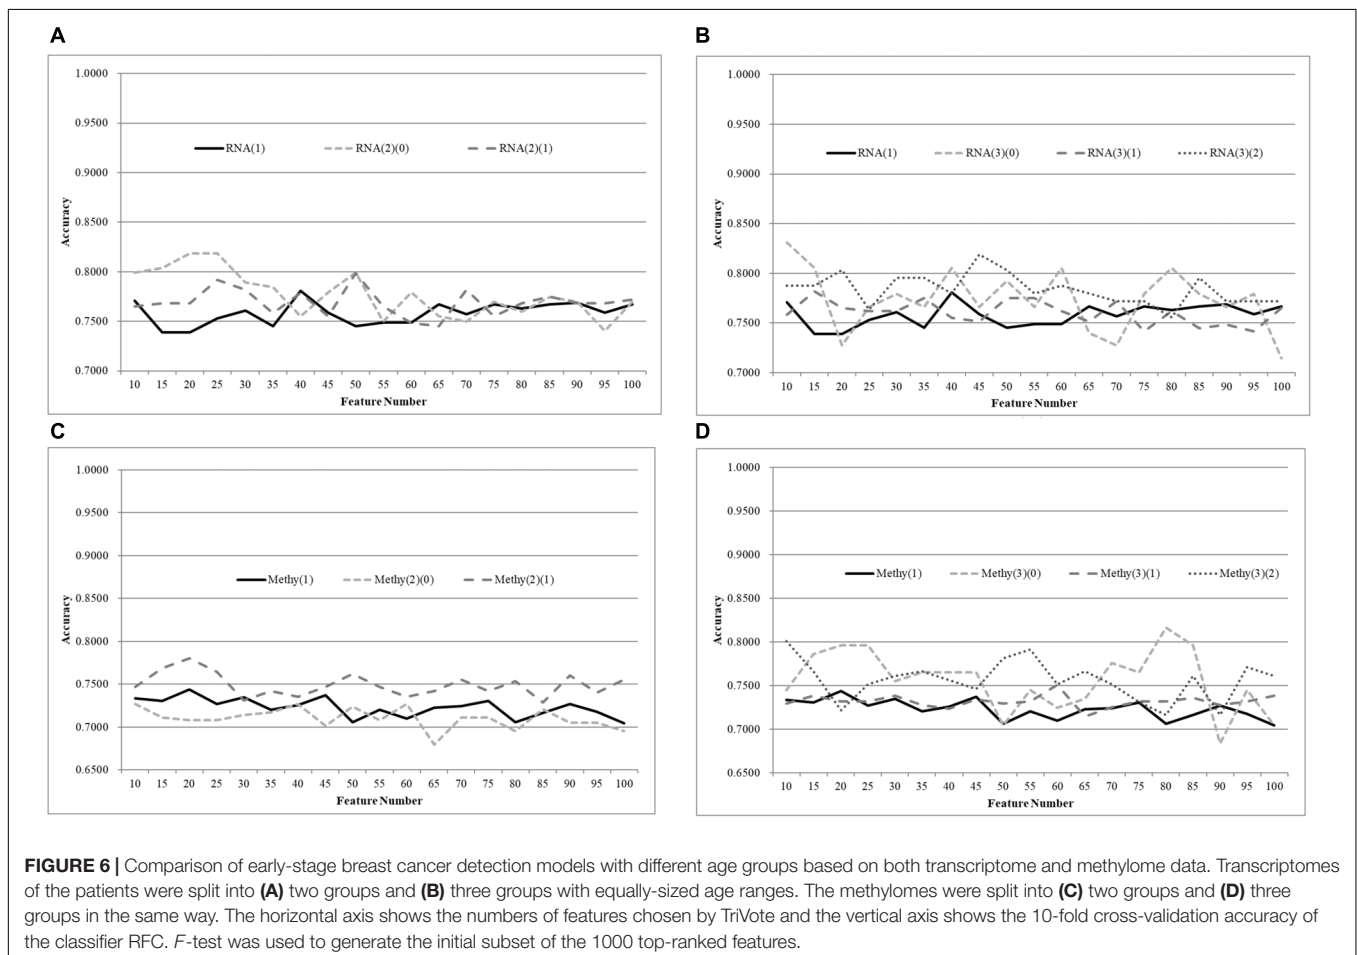 A
1.0000
0.9500
0.9000
0.8500
0.8000
0.7500
0.7000
Accuracy
RNA(1) RNA(2)(0) RNA(2)(1)
10 15 20 25 30 35 40 45 50 55 60 65 70 75 80 85 90 95 100
Feature Number
B
1.0000
0.9500
0.9000
0.8500
0.8000
0.7500
0.7000
Accuracy
RNA(1) RNA(3)(0) RNA(3)(1) RNA(3)(2)
10 15 20 25 30 35 40 45 50 55 60 65 70 75 80 85 90 95 100
Feature Number
C
1.0000
0.9500
0.9000
0.8500
0.8000
0.7500
0.7000
0.6500
Accuracy
Methy(1) Methy(2)(0) Methy(2)(1)
10 15 20 25 30 35 40 45 50 55 60 65 70 75 80 85 90 95 100
Feature Number
D
1.0000
0.9500
0.9000
0.8500
0.8000
0.7500
0.7000
0.6500
Accuracy
Methy(1) Methy(3)(0) Methy(3)(1) Methy(3)(2)
10 15 20 25 30 35 40 45 50 55 60 65 70 75 80 85 90 95 100
Feature Number
FIGURE 6 | Comparison of early-stage breast cancer detection models with different age groups based on both transcriptome and methylome data. Transcriptomes
of the patients were split into (A) two groups and (B) three groups with equally-sized age ranges. The methylomes were split into (C) two groups and (D) three
groups in the same way. The horizontal axis shows the numbers of features chosen by TriVote and the vertical axis shows the 10-fold cross-validation accuracy of
the classifier RFC. F-test was used to generate the initial subset of the 1000 top-ranked features.